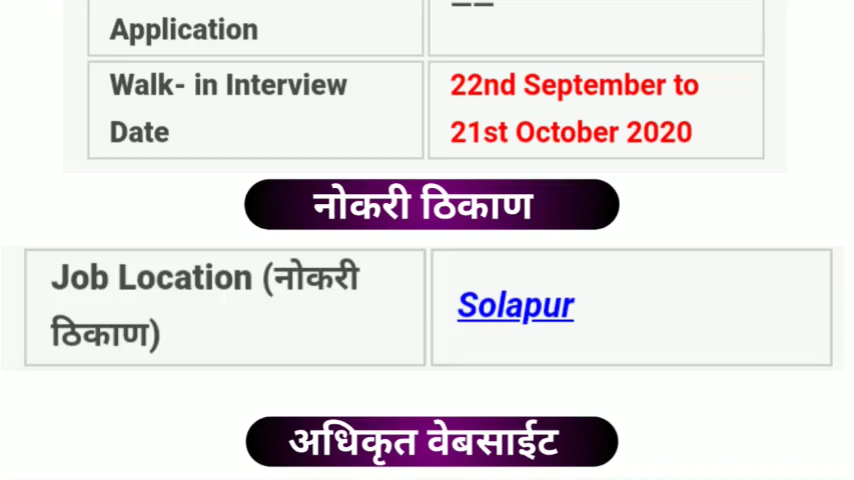 Application
Walk- in Interview
Date
22nd September to
21st October 2020
नोकरी ठिकाण
Job Location (नोकरी
ठिकाण)
Solapur
अधिकृत वेबसाईट